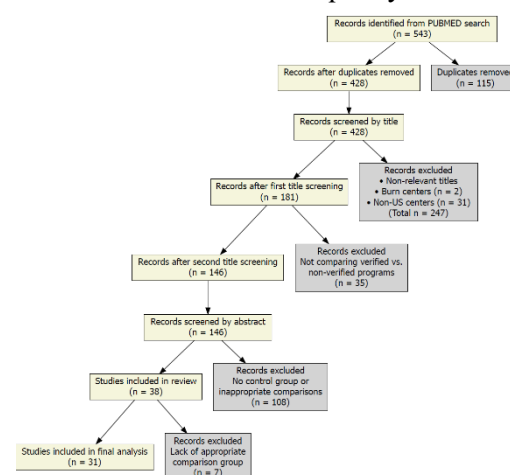 Records identified from PUBMED search
(n = 543)
Records after duplicates removed
(n = 428)
Duplicates removed
(n = 115)
Records screened by title
(n = 428)
Records excluded
• Non-relevant titles
• Burn centers (n = 2)
• Non-US centers (n = 31)
(Total n = 247)
Records after first title screening
(n = 181)
Records excluded
Not comparing verified vs.
non-verified programs
(n = 35)
Records after second title screening
(n = 146)
Records screened by abstract
(n = 146)
Records excluded
No control group or
inappropriate comparisons
(n = 108)
Studies included in review
(n = 38)
Records excluded
Lack of appropriate
comparison group
(n = 7)
Studies included in final analysis
(n = 31)